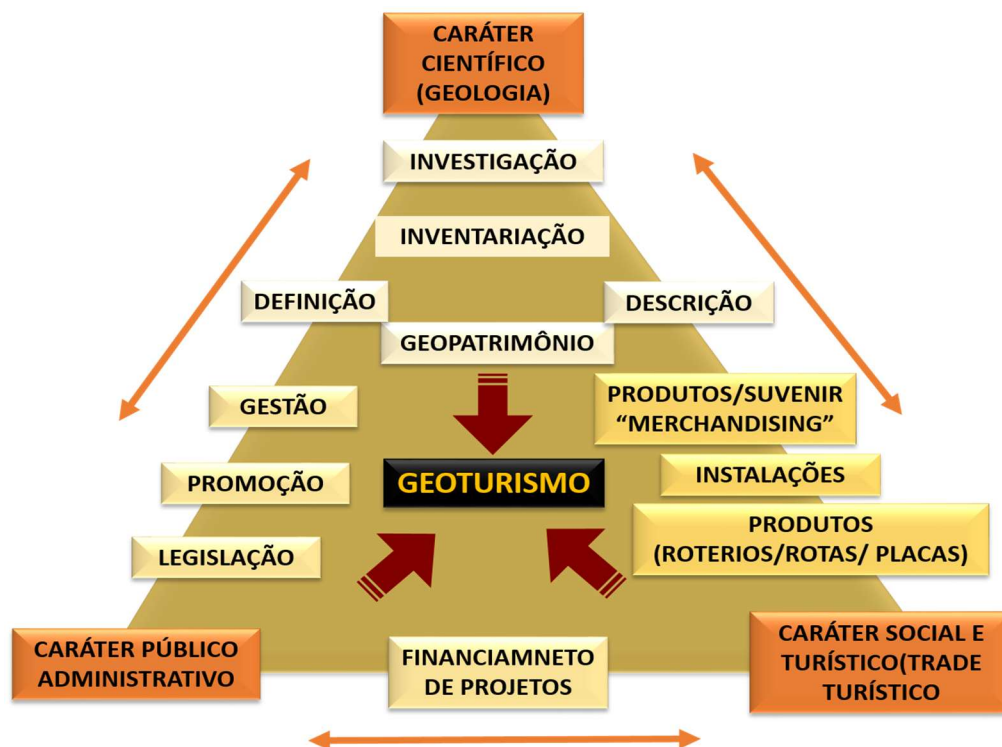 CARÁTER
CIENTÍFICO
(GEOLOGIA)
INVESTIGAÇÃO
INVENTARIAÇÃO
DEFINIÇÃO
DESCRIÇÃO
GEOPATRIMÔNIO
GESTÃO
PRODUTOS/SUVENIR
“MERCHANDISING”
PROMOÇÃO
GEOTURISMO
INSTALAÇÕES
LEGISLAÇÃO
PRODUTOS
(ROTERIOS/ROTAS/ PLACAS)
CARÁTER PÚBLICO
ADMINISTRATIVO
FINANCIAMNETO
DE PROJETOS
CARÁTER SOCIAL E
TURÍSTICO(TRADE
TURÍSTICO